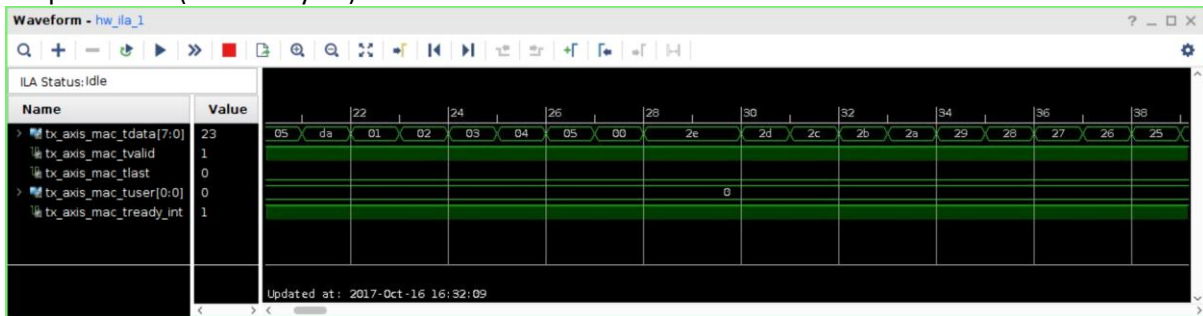 Waveform - hw_ila_1
ILA Status: Idle
Name Value
22 24 26 28 30 32 34 36 38
tx_axis_mac_tdata[7:0] 23 05 da 01 02 03 04 05 00 2e 2d 2c 2b 2a 29 28 27 26 25
tx_axis_mac_tvalid 1
tx_axis_mac_tlast 0
tx_axis_mac_tuser[0:0] 0 0
tx_axis_mac_tready_int 1
Updated at: 2017-Oct-16 16:32:09